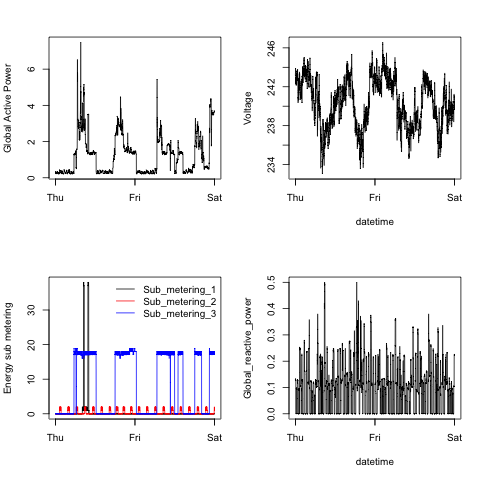 Global Active Power
6
4
2
0
Thu
Fri
Sat
Voltage
246
242
238
234
Thu
Fri
Sat
datetime
Energy sub metering
30
20
10
0
Sub_metering_1
Sub_metering_2
Sub_metering_3
Thu
Fri
Sat
Global_reactive_power
0.5
0.4
0.3
0.2
0.1
0.0
Thu
Fri
Sat
datetime